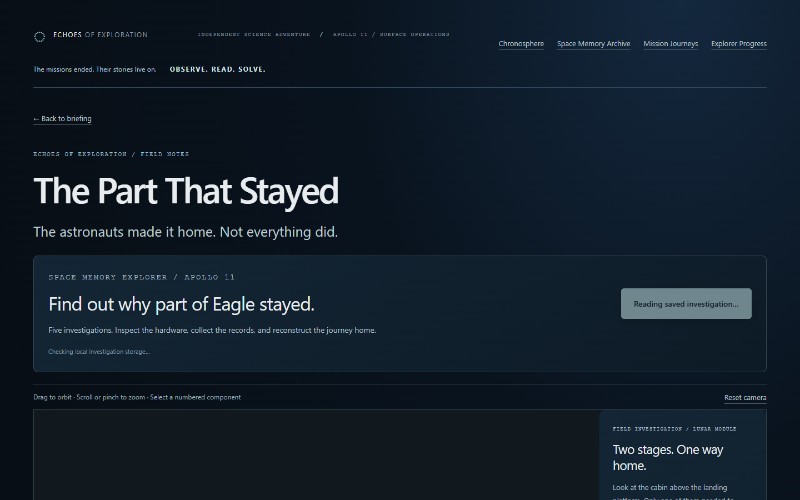 ECHOES OF EXPLORATION
INDEPENDENT SCIENCE ADVENTURE / APOLLO 11 / SURFACE OPERATIONS
Chronosphere Space Memory Archive Mission Journeys Explorer Progress
The missions ended. Their stories live on. OBSERVE. READ. SOLVE.
← Back to briefing
ECHOES OF EXPLORATION / FIELD NOTES
The Part That Stayed
The astronauts made it home. Not everything did.
SPACE MEMORY EXPLORER / APOLLO 11
Find out why part of Eagle stayed.
Five investigations. Inspect the hardware, collect the records, and reconstruct the journey home.
Checking local investigation storage...
Reading saved investigation...
Drag to orbit · Scroll or pinch to zoom · Select a numbered component
Reset camera
FIELD INVESTIGATION / LUNAR MODULE
Two stages. One way
home.
Look at the cabin above the landing